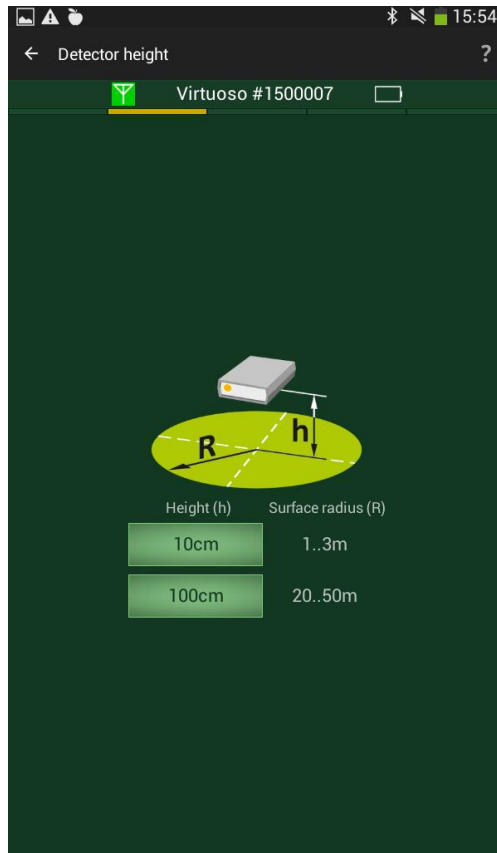 15:54
Detector height
?
Virtuoso #1500007
h
R
Height (h) Surface radius (R)
10cm 1..3m
100cm 20..50m